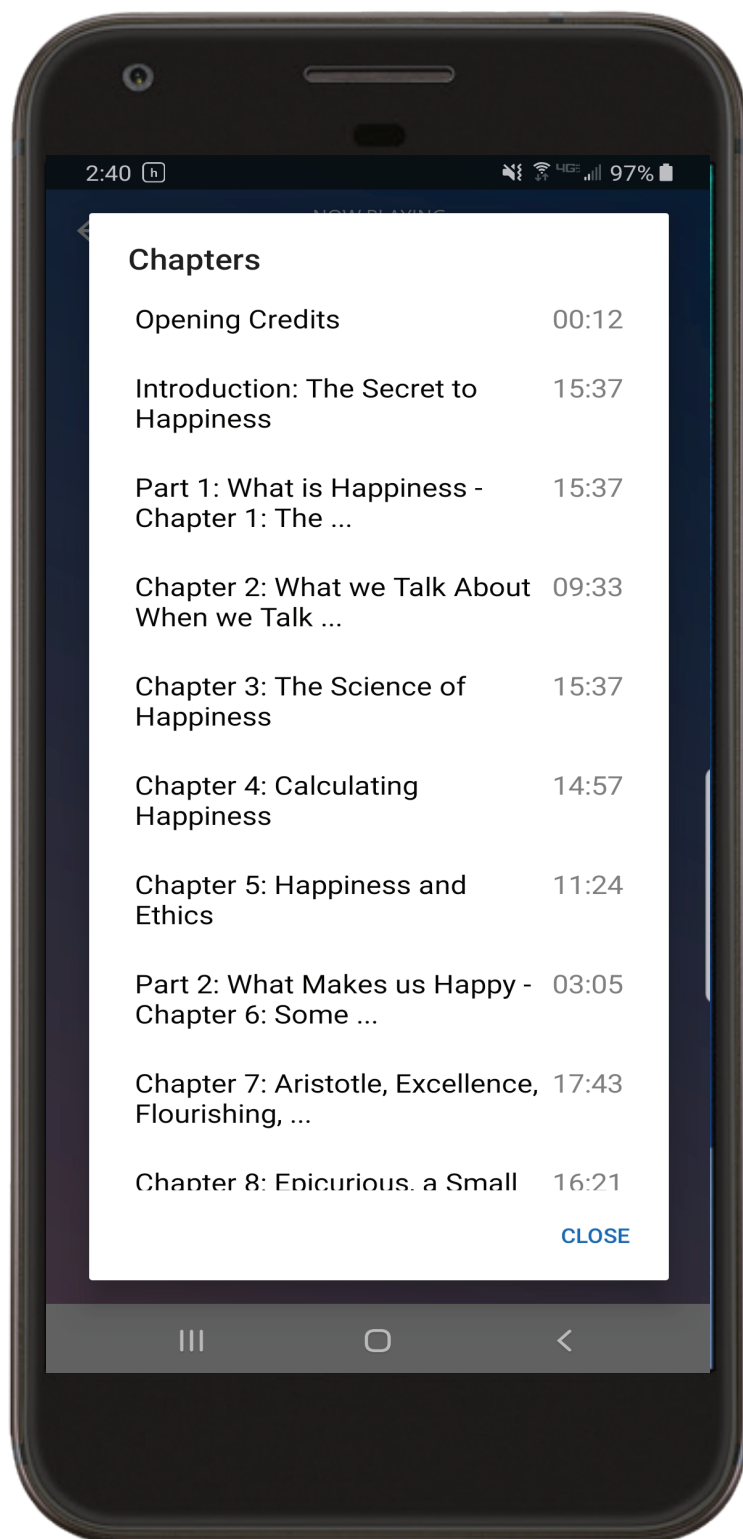 2:40 h 4GE 97%
NOW PLAYING
Chapters
Opening Credits 00:12
Introduction: The Secret to 15:37
Happiness
Part 1: What is Happiness - 15:37
Chapter 1: The ...
Chapter 2: What we Talk About 09:33
When we Talk ...
Chapter 3: The Science of 15:37
Happiness
Chapter 4: Calculating 14:57
Happiness
Chapter 5: Happiness and 11:24
Ethics
Part 2: What Makes us Happy - 03:05
Chapter 6: Some ...
Chapter 7: Aristotle, Excellence, 17:43
Flourishing, ...
Chapter 8: Epicurious, a Small 16:21
CLOSE